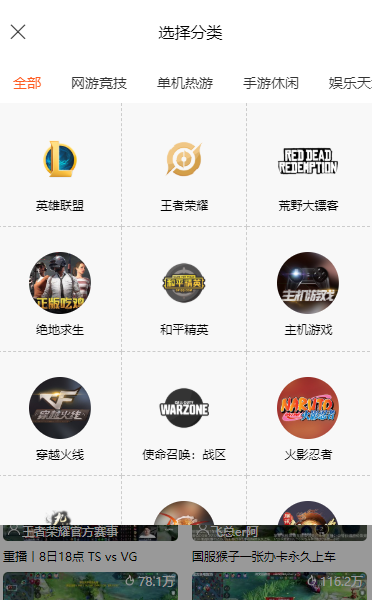 选择分类
全部 网游竞技 单机热游 手游休闲 娱乐天
RED DEAD
REDEMPTION
英雄联盟 王者荣耀 荒野大镖客
正版吃鸡 和平精英 主机游戏
绝地求生 和平精英 主机游戏
CF
穿越火线
CALL OF DUTY
WARZONE
NARUTO
火影忍者
穿越火线 使命召唤：战区 火影忍者
王者荣耀官方赛事 飞总er阿
重播丨8日18点 TS vs VG 国服猴子一张办卡永久上车
78.1万 116.2万